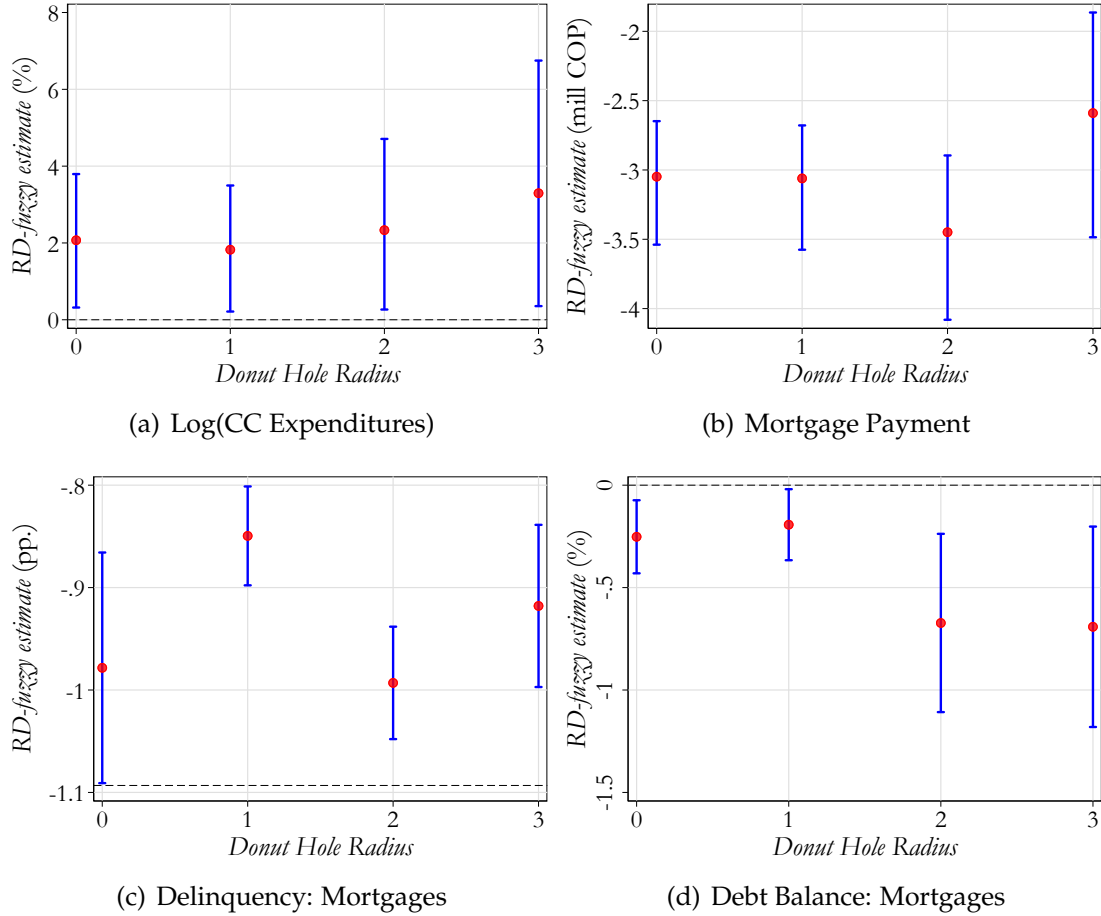 8
6
4
2
0
RD-fuzzy estimate (%)
0 1 2 3
Donut Hole Radius
(a) Log(CC Expenditures)
-2
-2.5
-3
-3.5
-4
RD-fuzzy estimate (mill COP)
0 1 2 3
Donut Hole Radius
(b) Mortgage Payment
-.8
-.9
-1
-1.1
RD-fuzzy estimate (pp.)
0 1 2 3
Donut Hole Radius
(c) Delinquency: Mortgages
0
-.5
-1
-1.5
RD-fuzzy estimate (%)
0 1 2 3
Donut Hole Radius
(d) Debt Balance: Mortgages